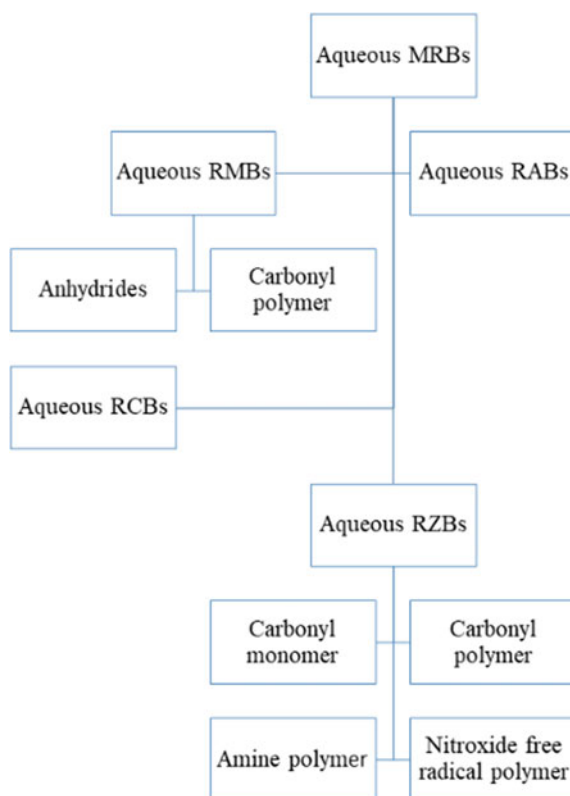 Aqueous MRBs
Aqueous RMBs
Aqueous RABs
Anhydrides
Carbonyl
polymer
Aqueous RCBs
Aqueous RZBs
Carbonyl
monomer
Carbonyl
polymer
Amine polymer
Nitroxide free
radical polymer